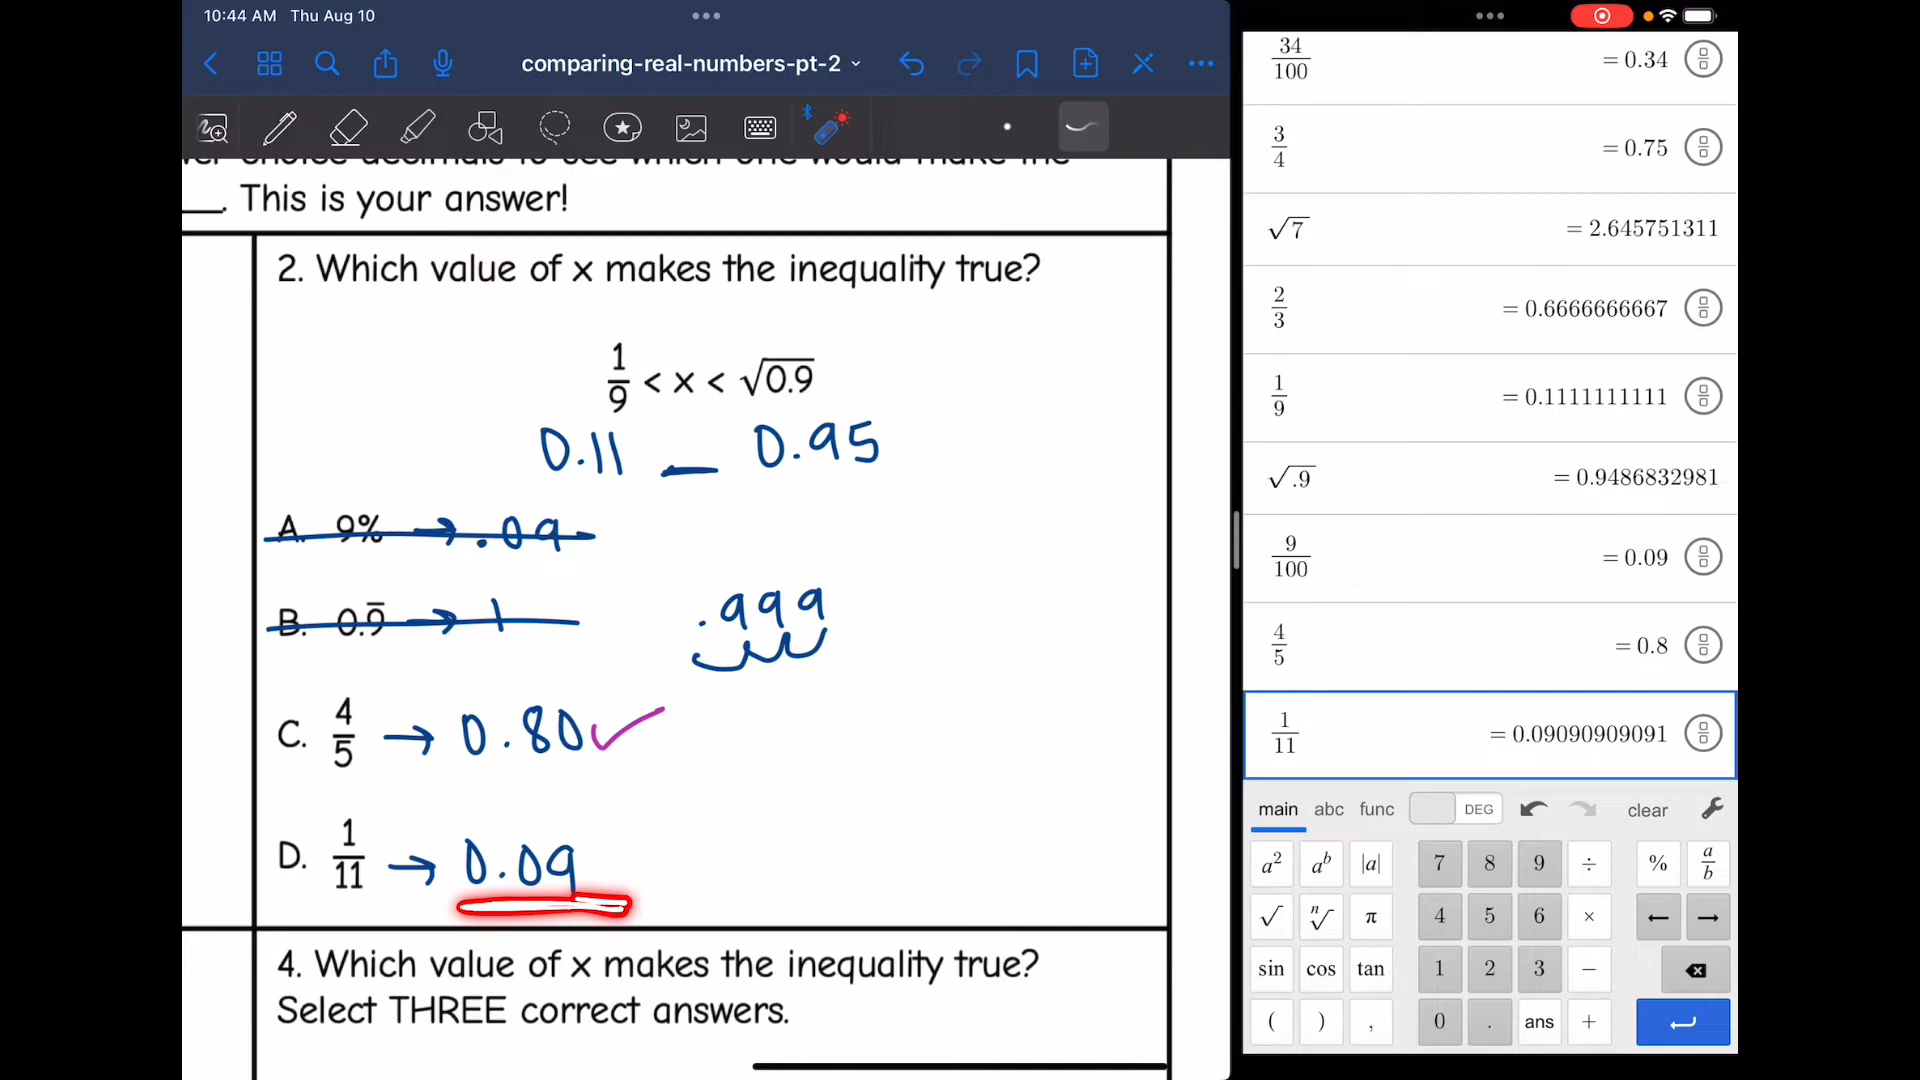 10:44 AM Thu Aug 10
comparing-real-numbers-pt-2
This is your answer!
2. Which value of x makes the inequality true?
1/9 < x < √0.9
0.11 __ 0.95
A. 9% → .09
B. 0.9̅ → 1
.999
C. 4/5 → 0.80 ✓
D. 1/11 → 0.09
4. Which value of x makes the inequality true?
Select THREE correct answers.
34/100 = 0.34
3/4 = 0.75
√7 = 2.645751311
2/3 = 0.6666666667
1/9 = 0.1111111111
√.9 = 0.9486832981
9/100 = 0.09
4/5 = 0.8
1/11 = 0.09090909091
main abc func DEG clear
a² aᵇ |a| 7 8 9 ÷ % a/b
√ ⁿ√ π 4 5 6 × ← →
sin cos tan 1 2 3 −
( ) , 0 . ans +